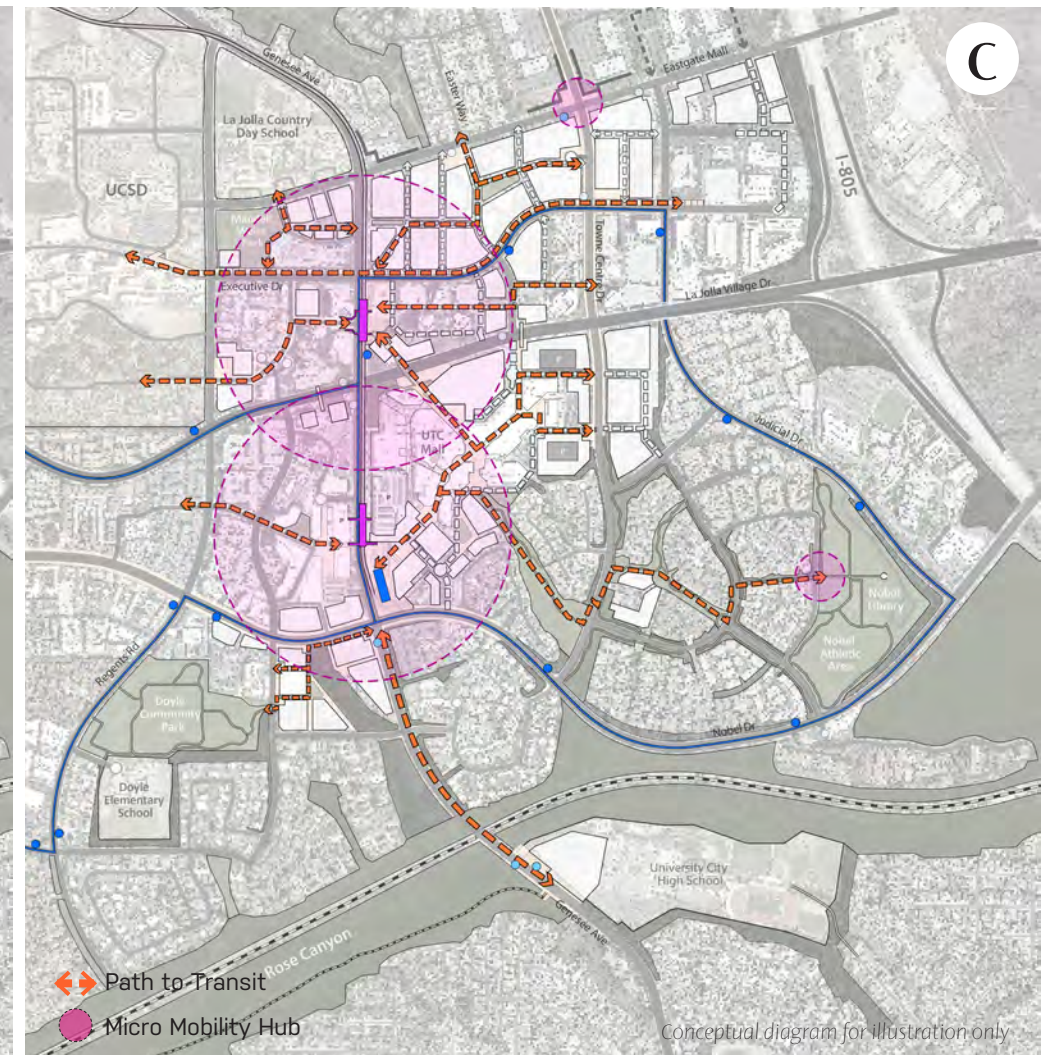 C
Genesee Ave
Easter Way
Eastgate Mall
La Jolla Country
Day School
UCSD
I-805
Executive Dr
Towne Centre Dr
La Jolla Village Dr
UTC
Mall
Judicial Dr
P
P
P
P
Nobel
Library
Nobel
Athletic
Area
Regents Rd
Doyle
Community
Park
Nobel Dr
Doyle
Elementary
School
University City
High School
Genesee Ave
Rose Canyon
Path to Transit
Micro Mobility Hub
Conceptual diagram for illustration only